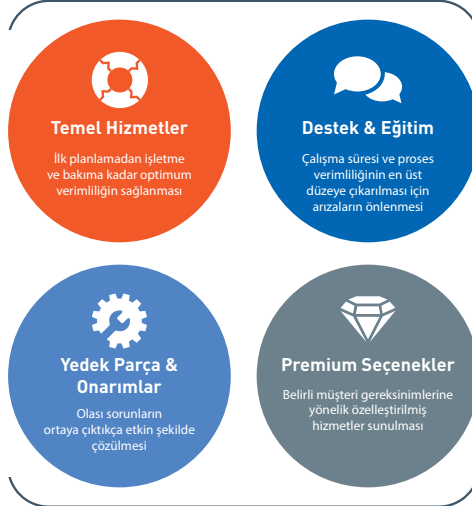 Temel Hizmetler
İlk planlamadan işletme
ve bakıma kadar optimum
verimliliğin sağlanması
Destek & Eğitim
Çalışma süresi ve proses
verimliliğinin en üst
düzeye çıkarılması için
arızaların önlenmesi
Yedek Parça &
Onarımlar
Olası sorunların
ortaya çıktıkça etkin şekilde
çözülmesi
Premium Seçenekler
Belirli müşteri gereksinimlerine
yönelik özelleştirilmiş
hizmetler sunulması